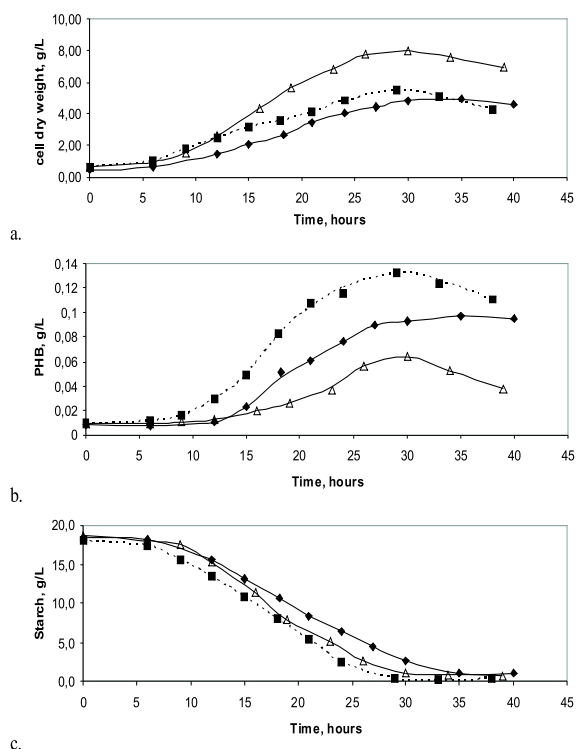 10,00
8,00
6,00
4,00
2,00
0,00
cell dry weight, g/L
0 5 10 15 20 25 30 35 40 45
Time, hours
a.
0,14
0,12
0,1
0,08
0,06
0,04
0,02
0
PHB, g/L
0 5 10 15 20 25 30 35 40 45
Time, hours
b.
20,0
15,0
10,0
5,0
0,0
Starch, g/L
0 5 10 15 20 25 30 35 40 45
Time, hours
c.